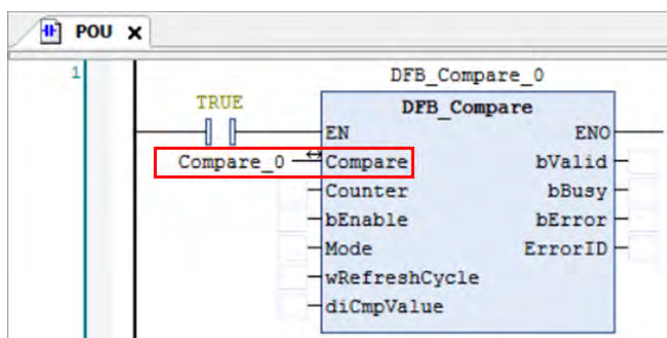 POU
1
DFB_Compare_0
TRUE
DFB_Compare
EN ENO
Compare_0 Compare bValid
Counter bBusy
bEnable bError
Mode ErrorID
wRefreshCycle
diCmpValue